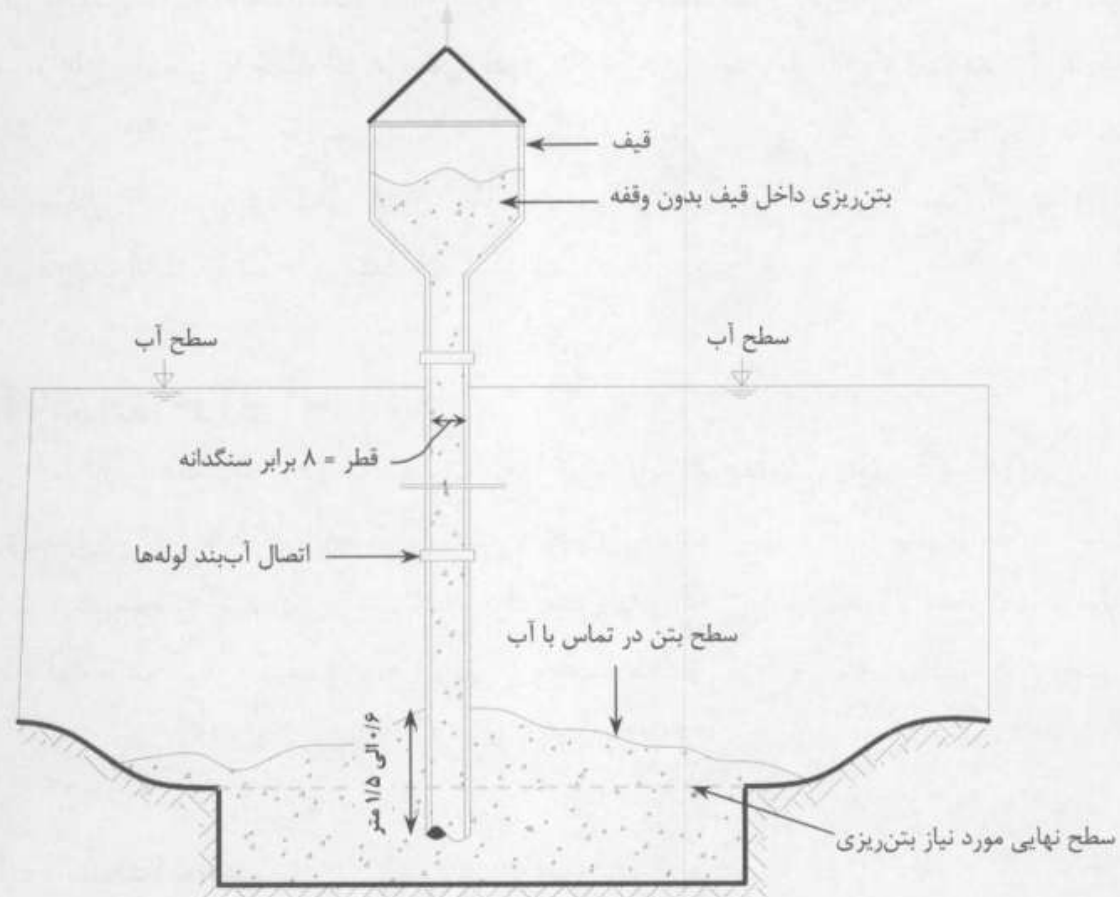 قیف
بتن‌ریزی داخل قیف بدون وقفه
سطح آب
سطح آب
قطر = ۸ برابر سنگدانه
اتصال آب‌بند لوله‌ها
سطح بتن در تماس با آب
۰/۶ الی ۱/۵ متر
سطح نهایی مورد نیاز بتن‌ریزی